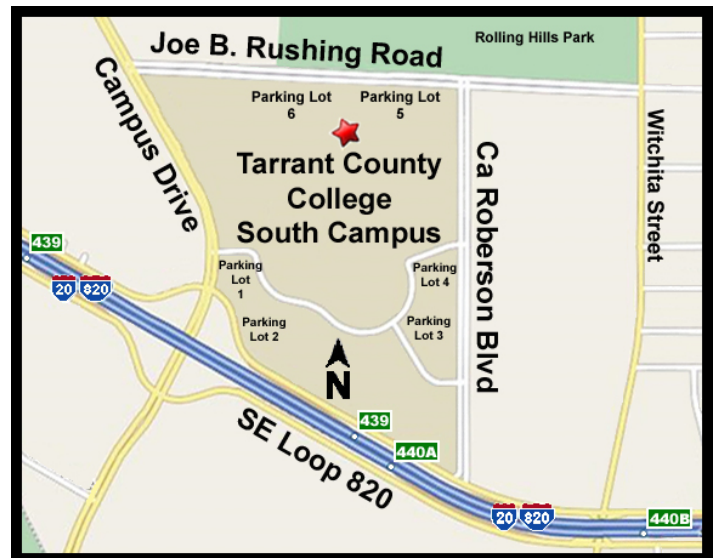 Rolling Hills Park
Joe B. Rushing Road
Campus Drive
Parking Lot
6
Parking Lot
5
Witchita Street
Ca Roberson Blvd
Tarrant County
College
South Campus
439
20 820
Parking
Lot
1
Parking
Lot 4
Parking
Lot 2
Parking
Lot 3
N
SE Loop 820
439
440A
20 820
440B